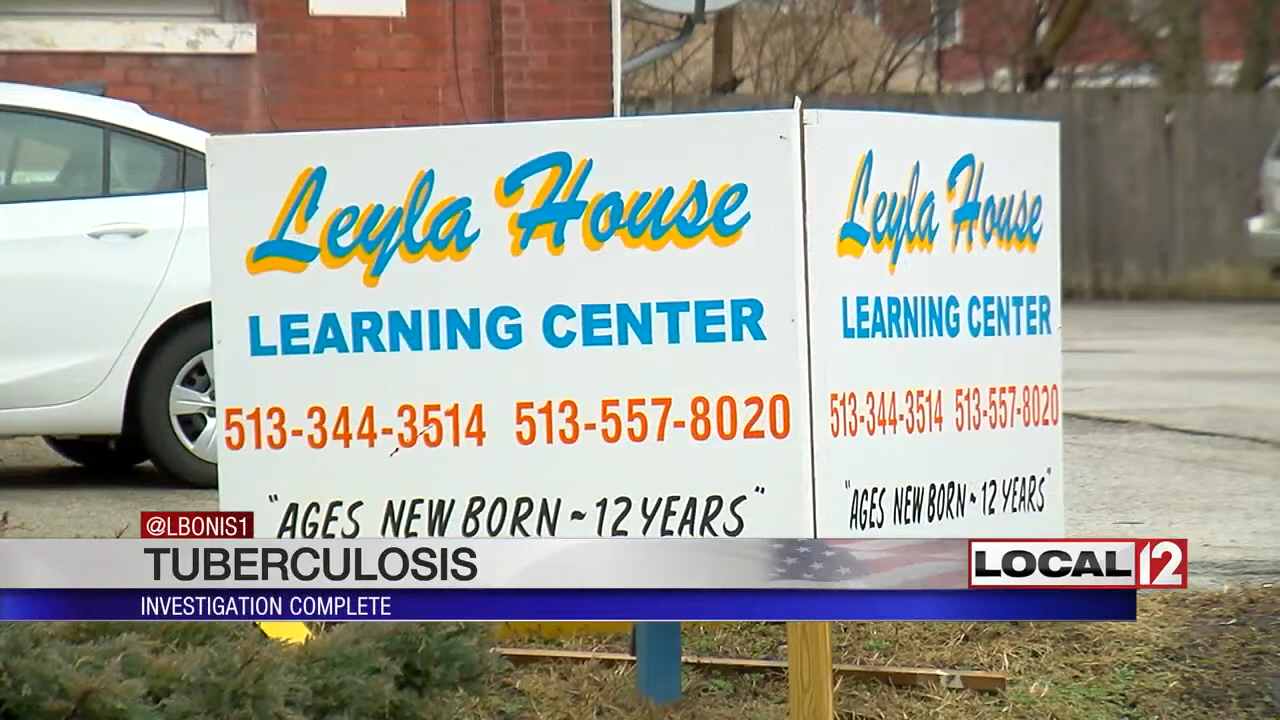 Leyla House
LEARNING CENTER
513-344-3514 513-557-8020
"AGES NEW BORN ~ 12 YEARS"
Leyla House
LEARNING CENTER
513-344-3514 513-557-8020
"AGES NEW BORN ~ 12 YEARS"
@LBONIS1
TUBERCULOSIS
LOCAL 12
INVESTIGATION COMPLETE